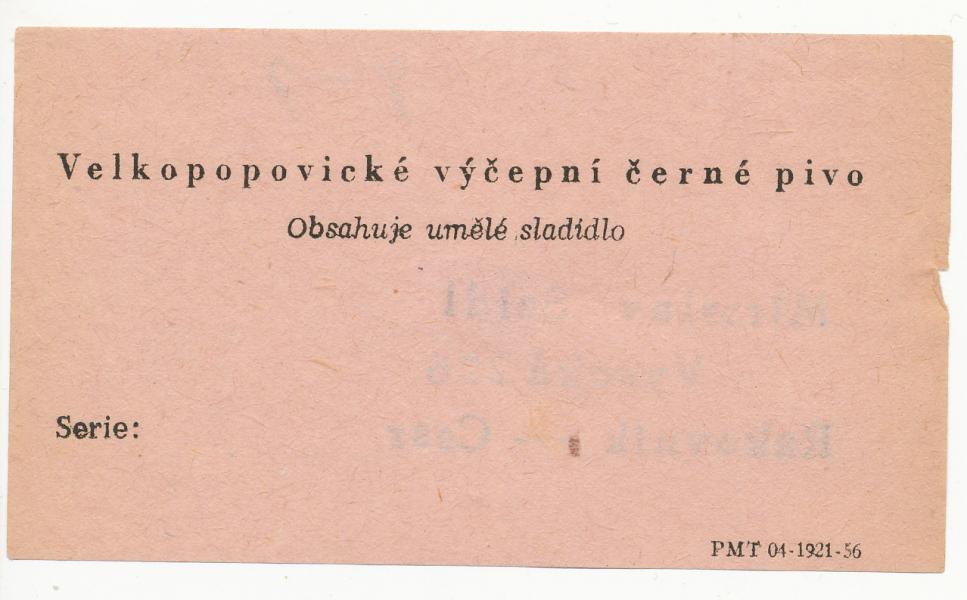 Velkopopovické výčepní černé pivo
Obsahuje umělé sladidlo
Serie:
PMT 04-1921-56